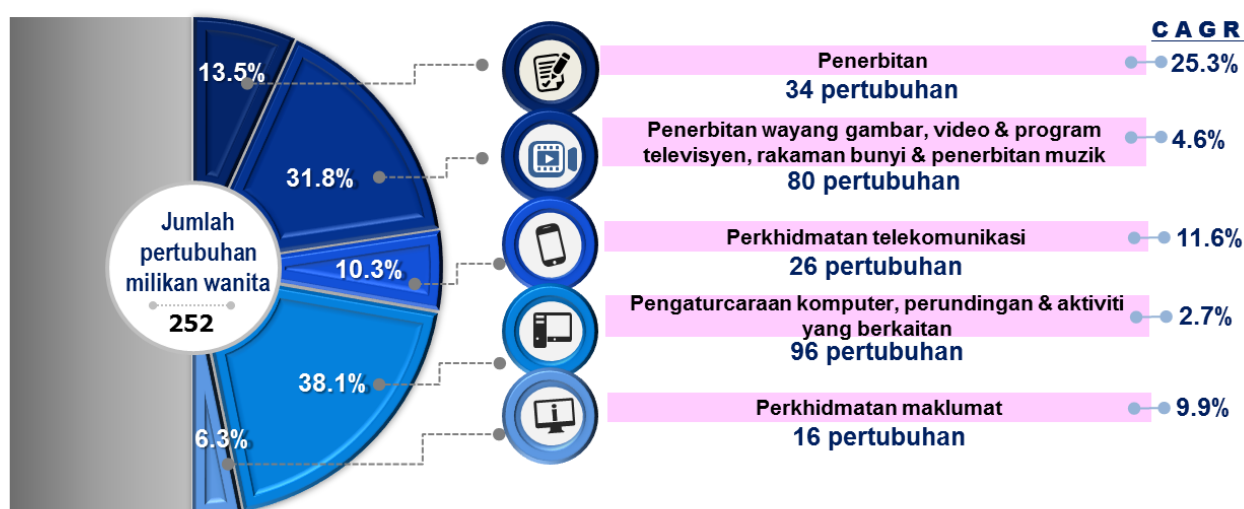 CAGR
13.5%
Penerbitan
34 pertubuhan
25.3%
31.8%
Penerbitan wayang gambar, video & program
televisyen, rakaman bunyi & penerbitan muzik
80 pertubuhan
4.6%
Jumlah
pertubuhan
milikan wanita
252
10.3%
Perkhidmatan telekomunikasi
26 pertubuhan
11.6%
38.1%
Pengaturcaraan komputer, perundingan & aktiviti
yang berkaitan
96 pertubuhan
2.7%
6.3%
Perkhidmatan maklumat
16 pertubuhan
9.9%